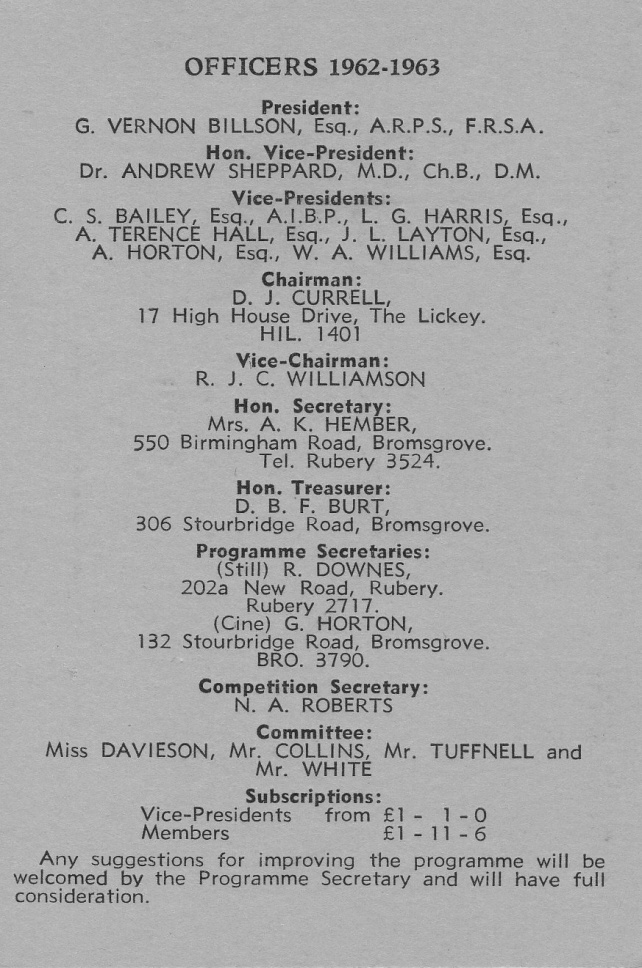 OFFICERS 1962-1963
President:
G. VERNON BILLSON, Esq., A.R.P.S., F.R.S.A.
Hon. Vice-President:
Dr. ANDREW SHEPPARD, M.D., Ch.B., D.M.
Vice-Presidents:
C. S. BAILEY, Esq., A.I.B.P., L. G. HARRIS, Esq.,
A. TERENCE HALL, Esq., J. L. LAYTON, Esq.,
A. HORTON, Esq., W. A. WILLIAMS, Esq.
Chairman:
D. J. CURRELL,
17 High House Drive, The Lickey.
HIL. 1401
Vice-Chairman:
R. J. C. WILLIAMSON
Hon. Secretary:
Mrs. A. K. HEMBER,
550 Birmingham Road, Bromsgrove.
Tel. Rubery 3524.
Hon. Treasurer:
D. B. F. BURT,
306 Stourbridge Road, Bromsgrove.
Programme Secretaries:
(Still) R. DOWNES,
202a New Road, Rubery.
Rubery 2717.
(Cine) G. HORTON,
132 Stourbridge Road, Bromsgrove.
BRO. 3790.
Competition Secretary:
N. A. ROBERTS
Committee:
Miss DAVIESON, Mr. COLLINS, Mr. TUFFNELL and
Mr. WHITE
Subscriptions:
Vice-Presidents from £1 - 1 - 0
Members £1 - 11 - 6
Any suggestions for improving the programme will be
welcomed by the Programme Secretary and will have full
consideration.